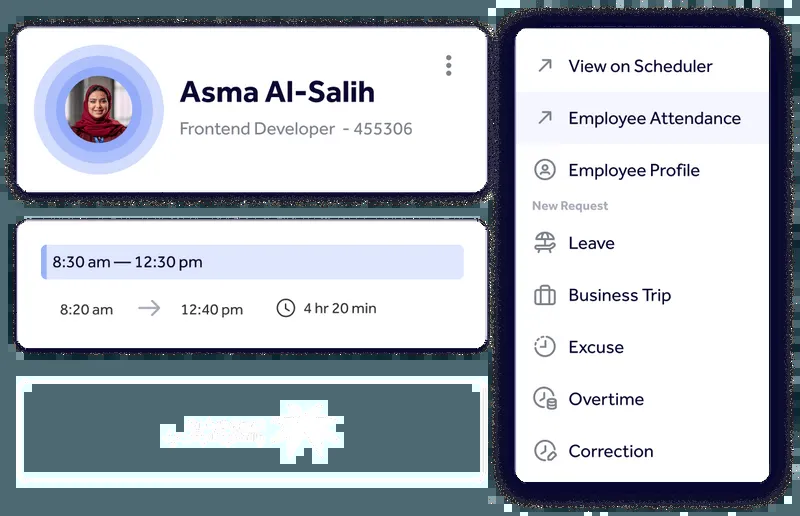 Asma Al-Salih
Frontend Developer - 455306
8:30 am — 12:30 pm
8:20 am
12:40 pm
4 hr 20 min
View on Scheduler
Employee Attendance
Employee Profile
New Request
Leave
Business Trip
Excuse
Overtime
Correction